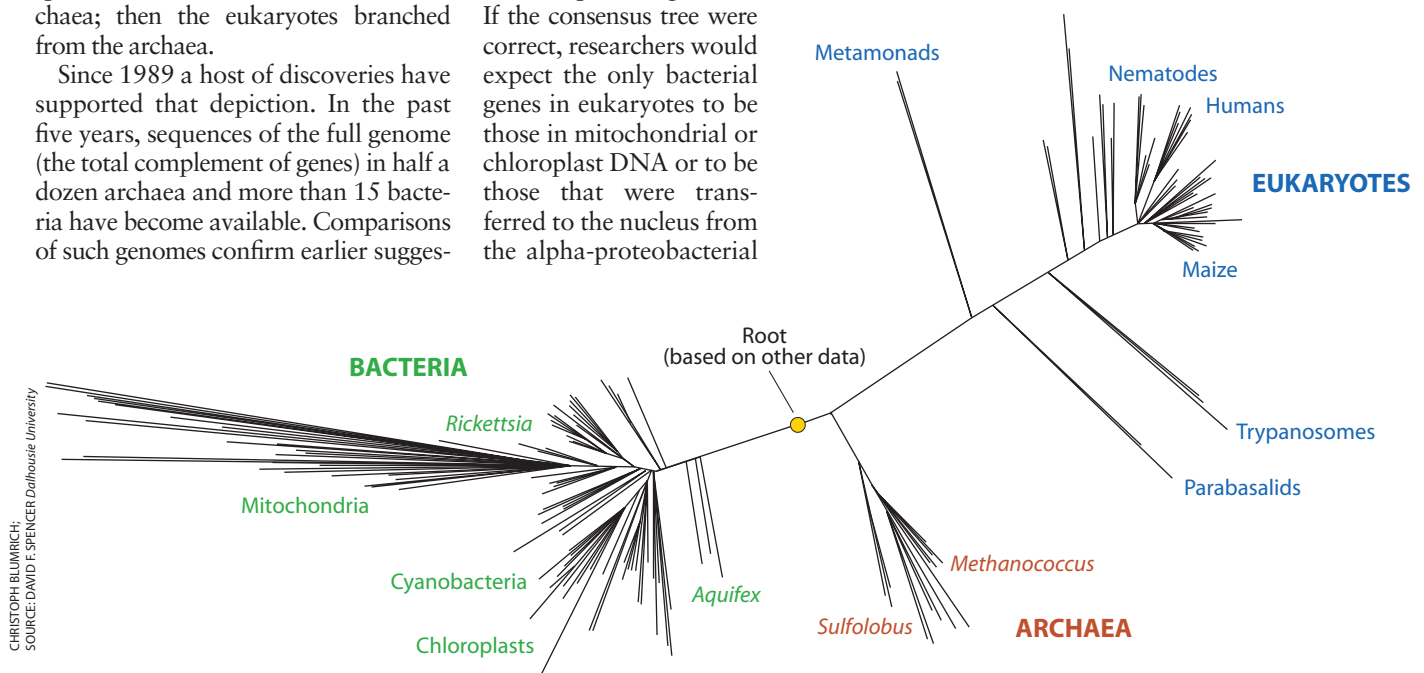 chaea; then the eukaryotes branched
from the archaea.
Since 1989 a host of discoveries have
supported that depiction. In the past
five years, sequences of the full genome
(the total complement of genes) in half a
dozen archaea and more than 15 bacte-
ria have become available. Comparisons
of such genomes confirm earlier sugges-
If the consensus tree were
correct, researchers would
expect the only bacterial
genes in eukaryotes to be
those in mitochondrial or
chloroplast DNA or to be
those that were trans-
ferred to the nucleus from
the alpha-proteobacterial
Metamonads
Nematodes
Humans
EUKARYOTES
Maize
Root
(based on other data)
BACTERIA
Rickettsia
Mitochondria
Trypanosomes
Parabasalids
Cyanobacteria
Aquifex
Chloroplasts
Methanococcus
Sulfolobus
ARCHAEA
CHRISTOPH BLUMRICH;
SOURCE: DAVID F. SPENCER Dalhousie University